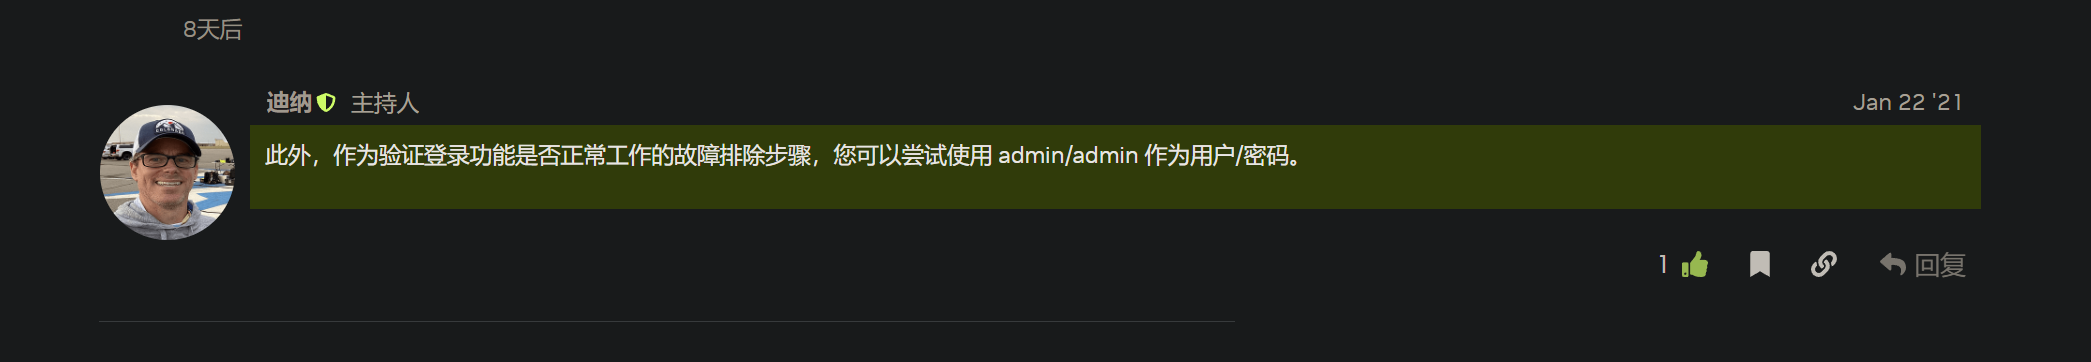 8天后
迪纳 主持人 Jan 22 '21
此外，作为验证登录功能是否正常工作的故障排除步骤，您可以尝试使用 admin/admin 作为用户/密码。
1 回复